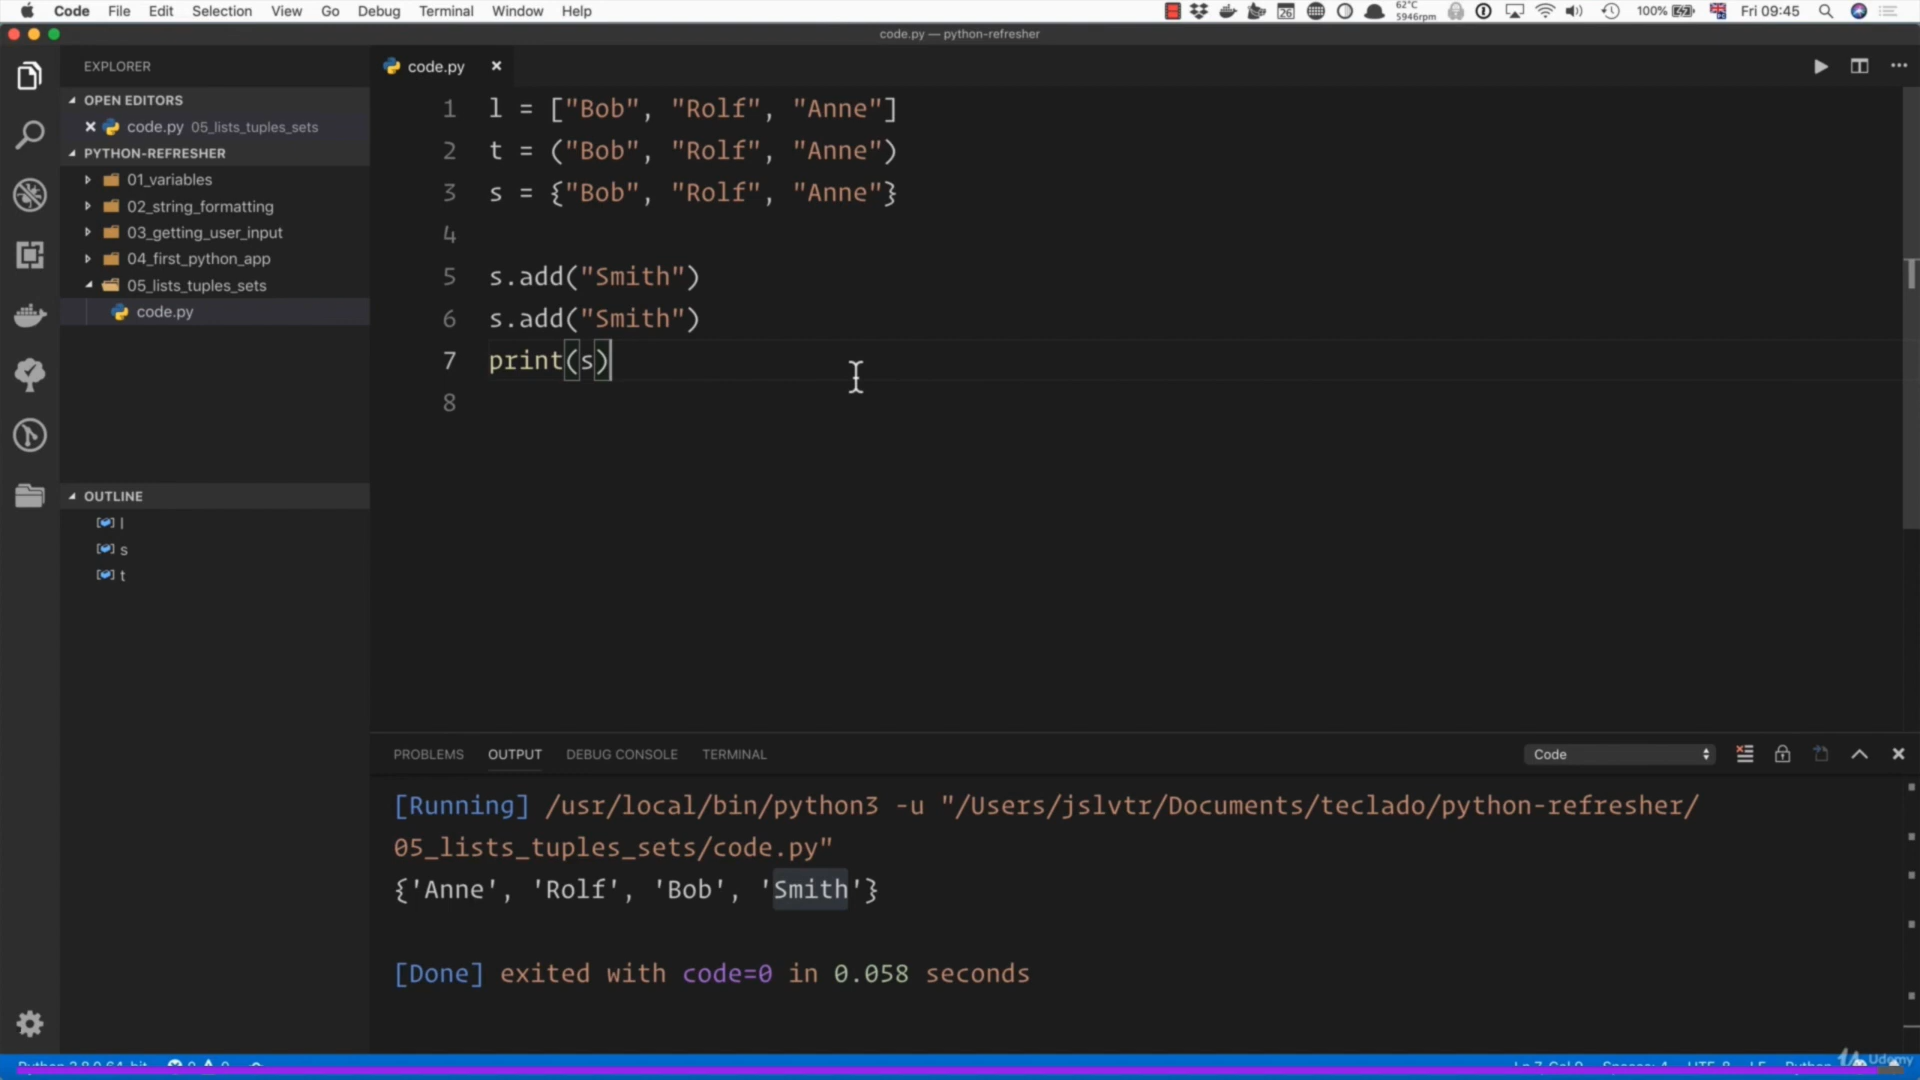 Code File Edit Selection View Go Debug Terminal Window Help
62°C
5946rpm
26
100%
Fri 09:45
code.py — python-refresher
EXPLORER
OPEN EDITORS
code.py 05_lists_tuples_sets
PYTHON-REFRESHER
01_variables
02_string_formatting
03_getting_user_input
04_first_python_app
05_lists_tuples_sets
code.py
OUTLINE
l
s
t
code.py
1 l = ["Bob", "Rolf", "Anne"]
2 t = ("Bob", "Rolf", "Anne")
3 s = {"Bob", "Rolf", "Anne"}
4
5 s.add("Smith")
6 s.add("Smith")
7 print(s)
8
PROBLEMS OUTPUT DEBUG CONSOLE TERMINAL
Code
[Running] /usr/local/bin/python3 -u "/Users/jslvtr/Documents/teclado/python-refresher/
05_lists_tuples_sets/code.py"
{'Anne', 'Rolf', 'Bob', 'Smith'}
[Done] exited with code=0 in 0.058 seconds
Udemy